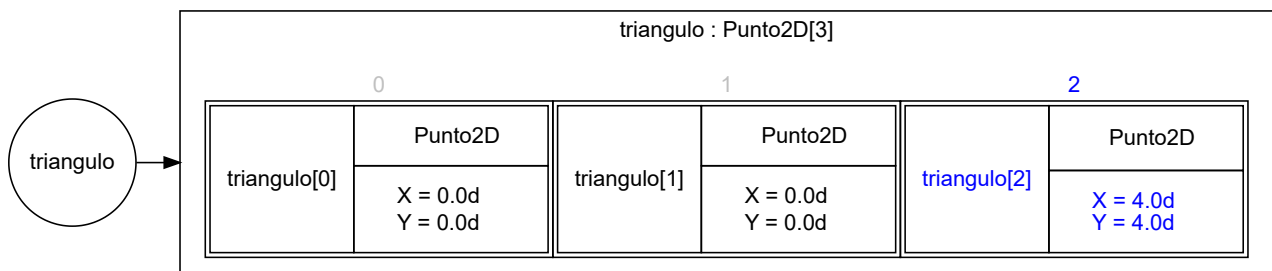 triangulo : Punto2D[3]
0
1
2
triangulo
triangulo[0]
Punto2D
X = 0.0d
Y = 0.0d
triangulo[1]
Punto2D
X = 0.0d
Y = 0.0d
triangulo[2]
Punto2D
X = 4.0d
Y = 4.0d